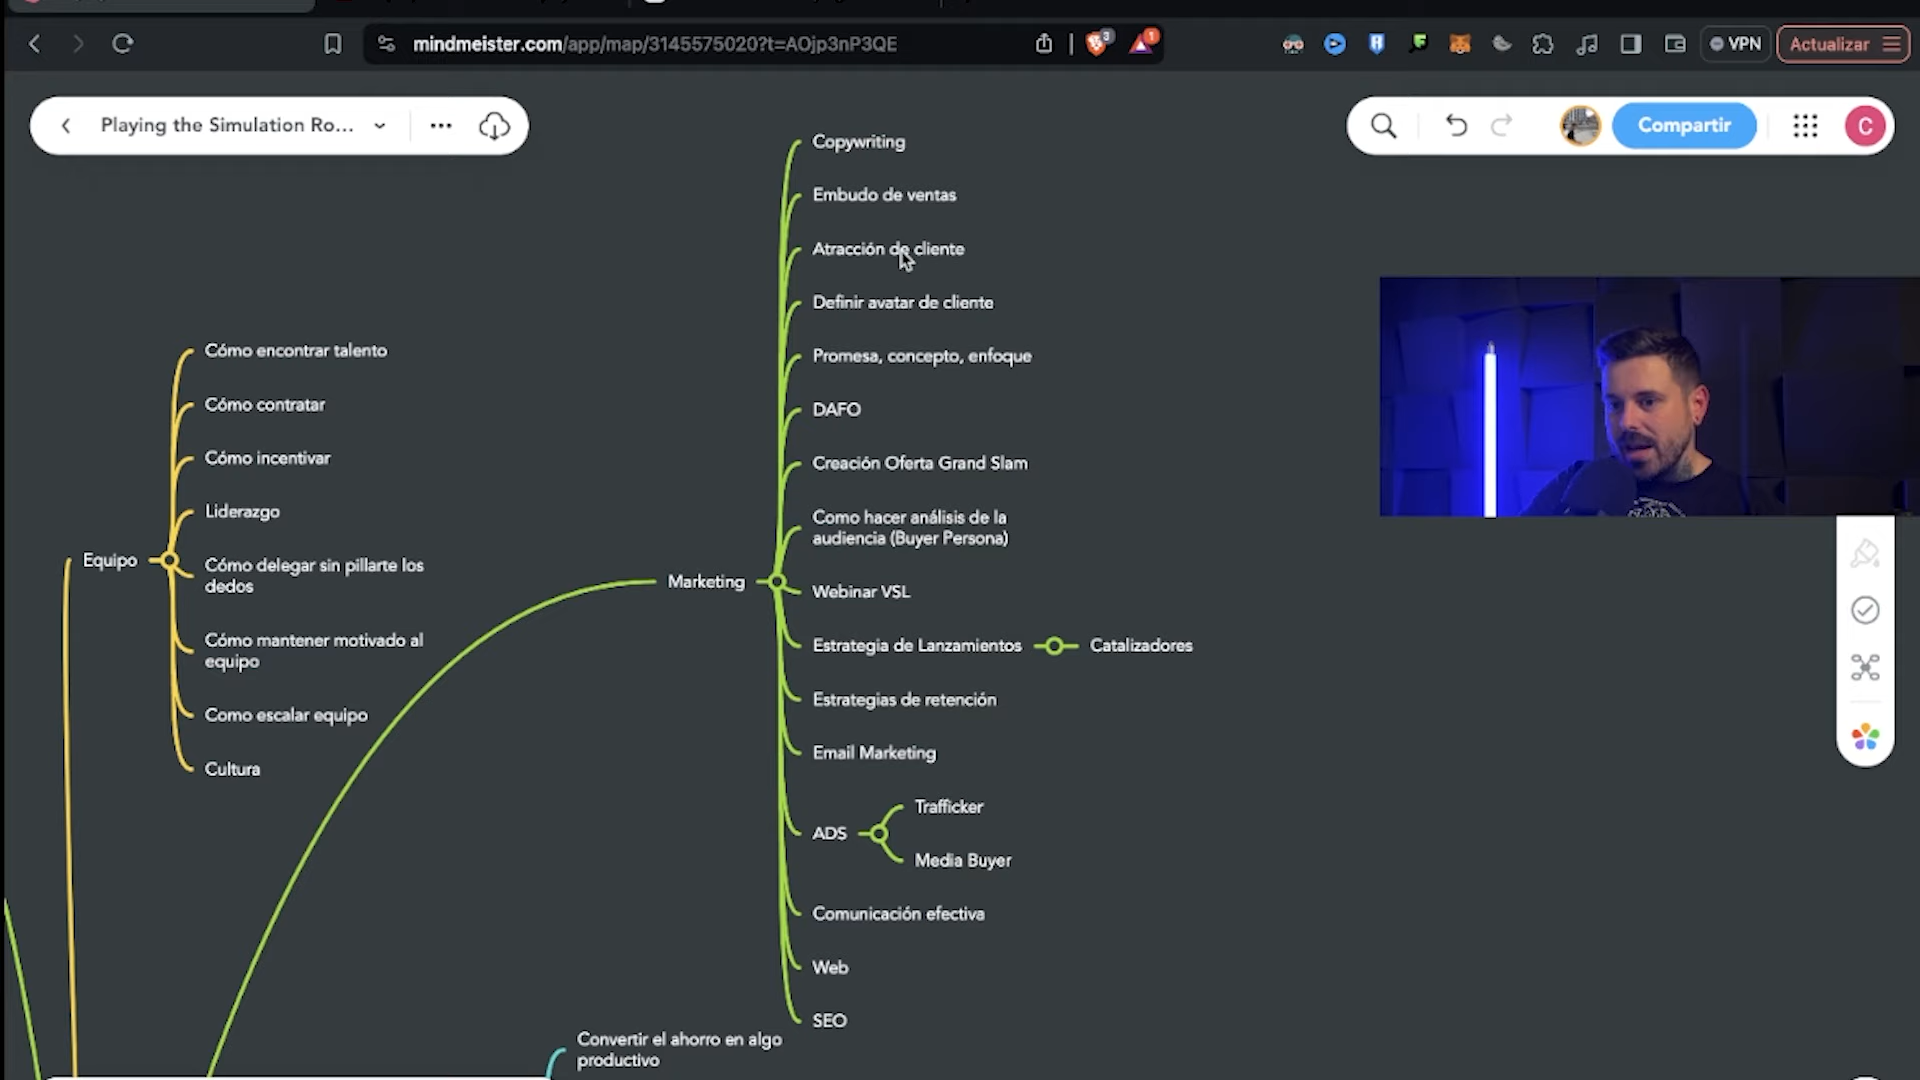 mindmeister.com/app/map/3145575020?t=AOjp3nP3QE
3
1
VPN
Actualizar
Playing the Simulation Ro...
Compartir
C
Copywriting
Embudo de ventas
Atracción de cliente
Definir avatar de cliente
Promesa, concepto, enfoque
DAFO
Creación Oferta Grand Slam
Como hacer análisis de la
audiencia (Buyer Persona)
Webinar VSL
Estrategia de Lanzamientos
Catalizadores
Estrategias de retención
Email Marketing
ADS
Trafficker
Media Buyer
Comunicación efectiva
Web
SEO
Marketing
Equipo
Cómo encontrar talento
Cómo contratar
Cómo incentivar
Liderazgo
Cómo delegar sin pillarte los
dedos
Cómo mantener motivado al
equipo
Como escalar equipo
Cultura
Convertir el ahorro en algo
productivo